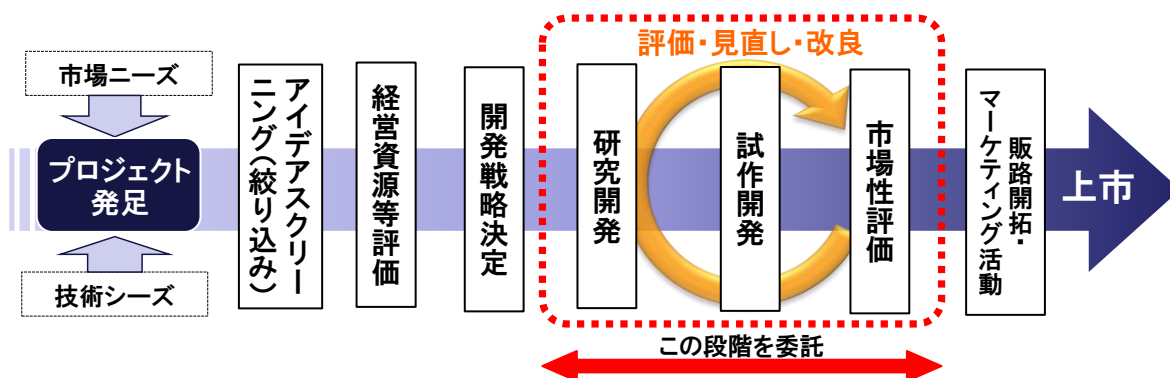 市場ニーズ
プロジェクト
発足
技術シーズ
アイデアスクリー
ニング（絞り込み）
経営資源等評価
開発戦略決定
評価・見直し・改良
研究開発
試作開発
市場性評価
この段階を委託
販路開拓・
マーケティング活動
上市